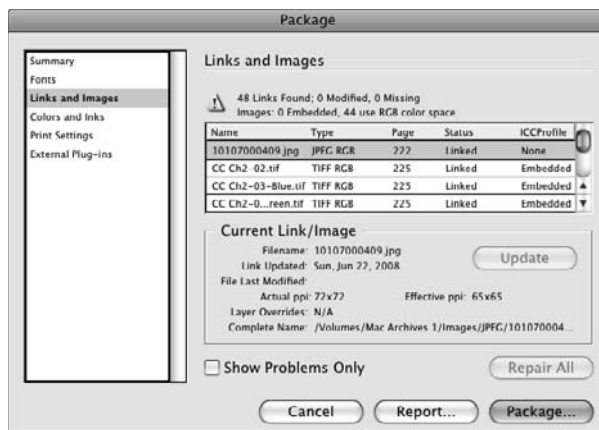 Package
Summary
Fonts
Links and Images
Colors and Inks
Print Settings
External Plug-ins
Links and Images
48 Links Found; 0 Modified, 0 Missing
Images: 0 Embedded, 44 use RGB color space
Name Type Page Status ICCProfile
10107000409.jpg JPEG RGB 222 Linked None
CC Ch2-02.tif TIFF RGB 225 Linked Embedded
CC Ch2-03-Blue.tif TIFF RGB 225 Linked Embedded
CC Ch2-0...reen.tif TIFF RGB 225 Linked Embedded
Current Link/Image
Filename: 10107000409.jpg
Link Updated: Sun, Jun 22, 2008
File Last Modified:
Actual ppi: 72x72 Effective ppi: 65x65
Layer Overrides: N/A
Complete Name: /Volumes/Mac Archives 1/Images/JPEG/101070004...
Update
Show Problems Only
Repair All
Cancel Report... Package...